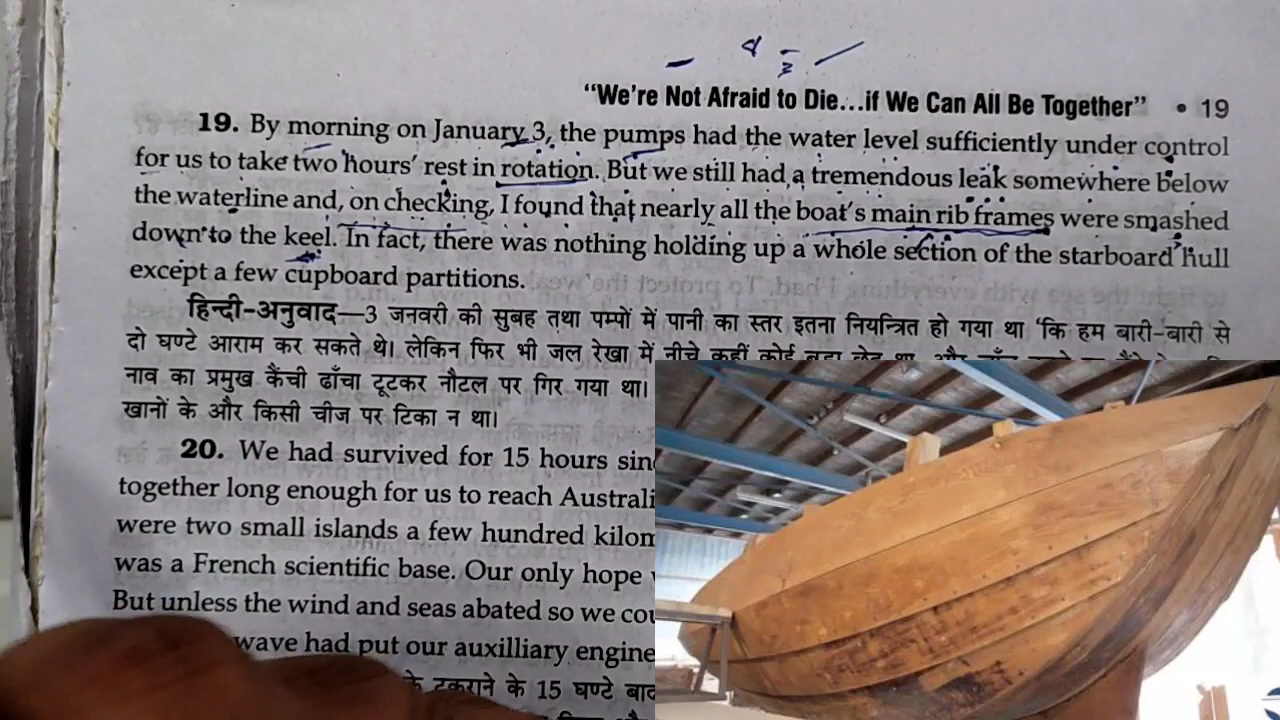 “We’re Not Afraid to Die...if We Can All Be Together” • 19
19. By morning on January 3, the pumps had the water level sufficiently under control
for us to take two hours’ rest in rotation. But we still had a tremendous leak somewhere below
the waterline and, on checking, I found that nearly all the boat’s main rib frames were smashed
down to the keel. In fact, there was nothing holding up a whole section of the starboard hull
except a few cupboard partitions.
हिन्दी-अनुवाद—3 जनवरी की सुबह तथा पम्पों में पानी का स्तर इतना नियन्त्रित हो गया था ‘कि हम बारी-बारी से
दो घण्टे आराम कर सकते थे। लेकिन फिर भी जल रेखा में नीचे कहीं कोई
नाव का प्रमुख कैंची ढाँचा टूटकर नौटल पर गिर गया था।
खानों के और किसी चीज पर टिका न था।
20. We had survived for 15 hours
together long enough for us to reach
were two small islands a few hundred
was a French scientific base. Our only hope
But unless the wind and seas abated so we
wave had put our auxilliary engine
के टकराने के 15 घण्टे बाद